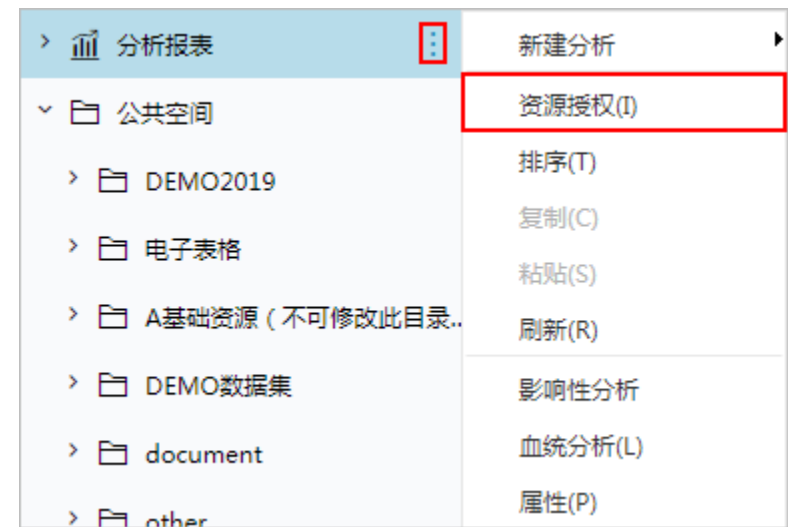 分析报表
公共空间
DEMO2019
电子表格
A基础资源（不可修改此目录..
DEMO数据集
document
other
新建分析
资源授权(I)
排序(T)
复制(C)
粘贴(S)
刷新(R)
影响性分析
血统分析(L)
属性(P)